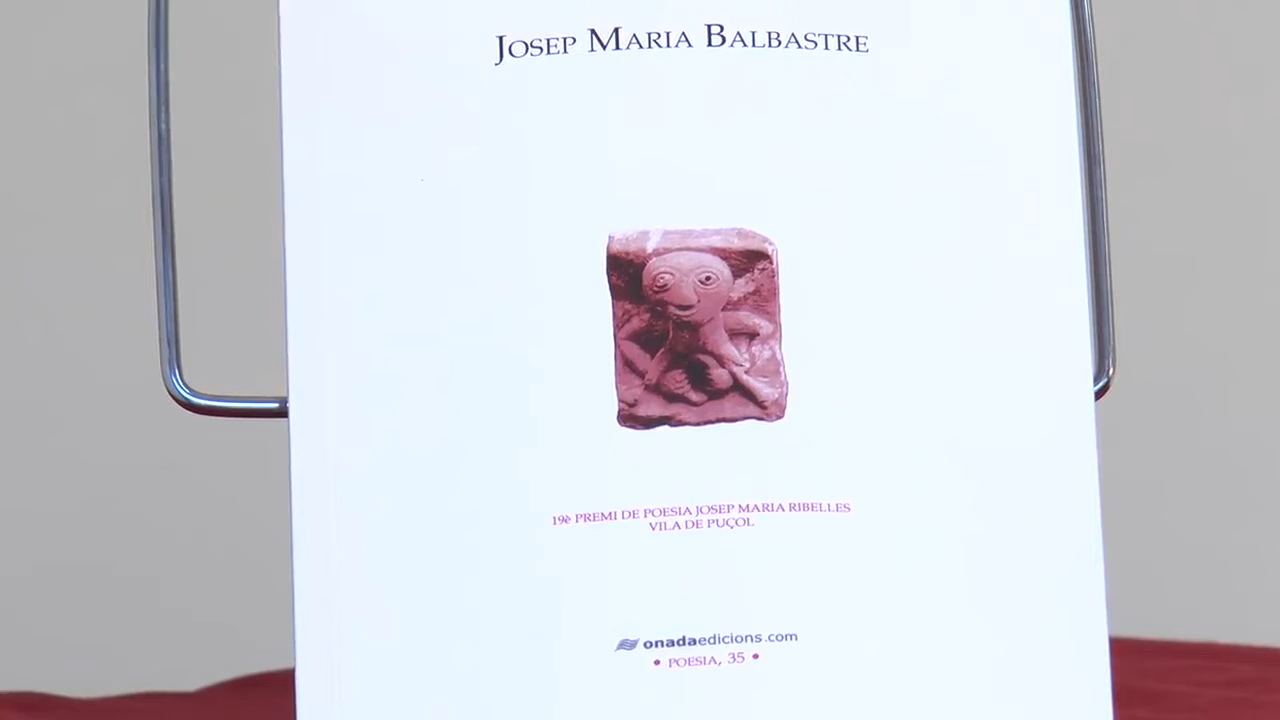 JOSEP MARIA BALBASTRE
19è PREMI DE POESIA JOSEP MARIA RIBELLES
VILA DE PUÇOL
onadaedicions.com
• POESIA, 35 •